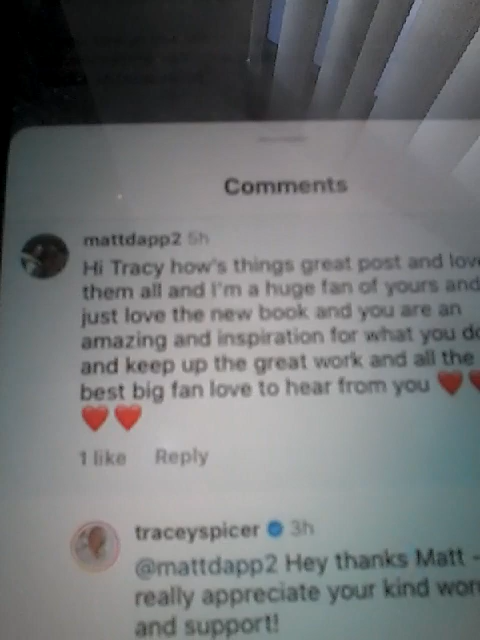 Comments
mattdapp2 5h
Hi Tracy how's things great post and love
them all and I'm a huge fan of yours and
just love the new book and you are an
amazing and inspiration for what you do
and keep up the great work and all the
best big fan love to hear from you ❤️❤️
❤️❤️
1 like Reply
traceyspicer 3h
@mattdapp2 Hey thanks Matt -
really appreciate your kind wor
and support!